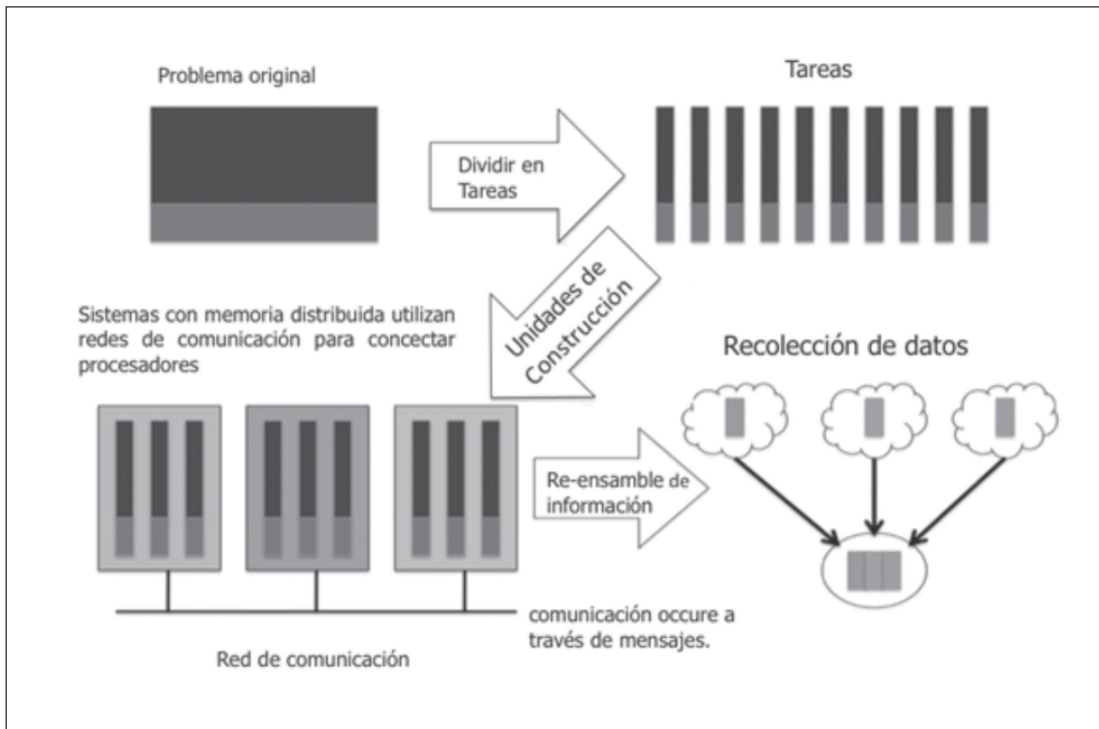 Problema original
Tareas
Dividir en
Tareas
Unidades de
Construcción
Sistemas con memoria distribuida utilizan
redes de comunicación para concectar
procesadores
Recolección de datos
Re-ensamble de
información
comunicación occure a
través de mensajes.
Red de comunicación